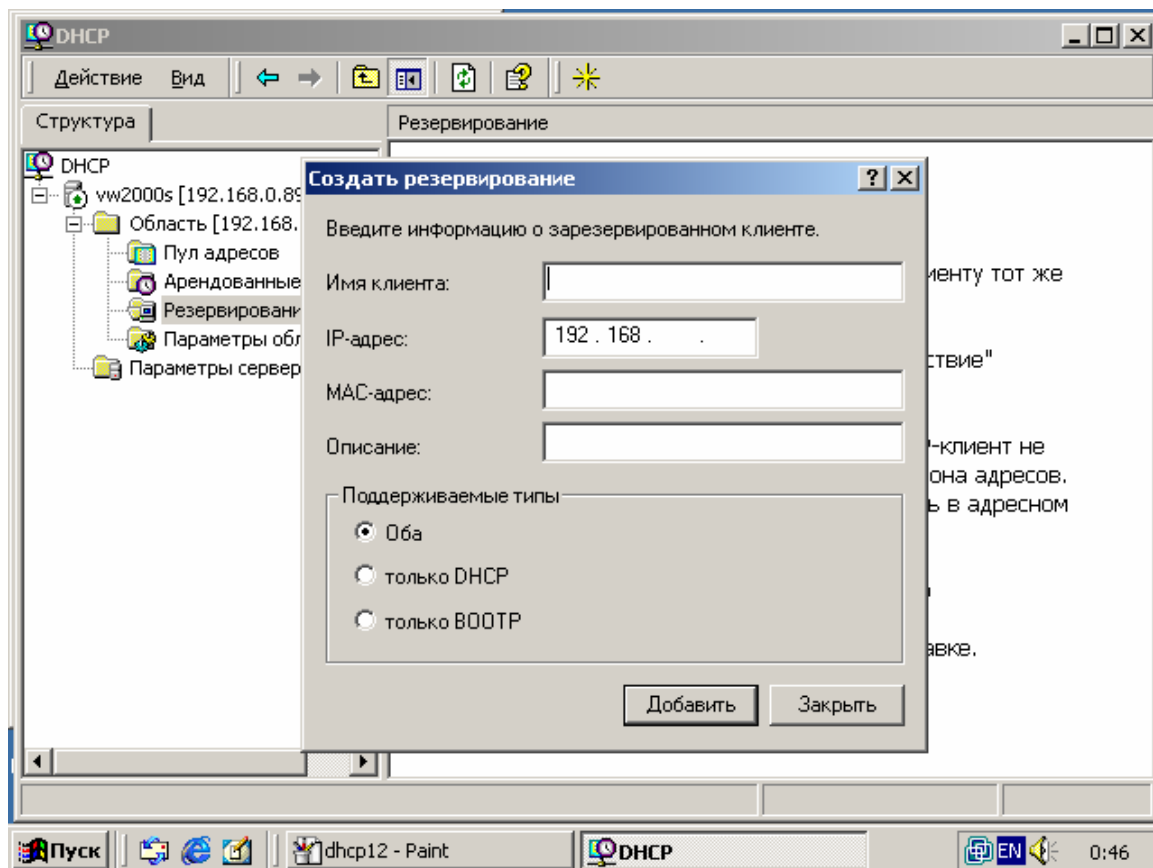 DHCP
Действие Вид
Структура
Резервирование
DHCP
vw2000s [192.168.0.89
Область [192.168.
Пул адресов
Арендованные
Резервировани
Параметры обл
Параметры сервер
Создать резервирование
Введите информацию о зарезервированном клиенте.
Имя клиента:
IP-адрес: 192 . 168 . .
MAC-адрес:
Описание:
Поддерживаемые типы
Оба
только DHCP
только BOOTP
Добавить Закрыть
иенту тот же
ствие"
-клиент не
она адресов.
ь в адресном
авке.
Пуск dhcp12 - Paint DHCP EN 0:46